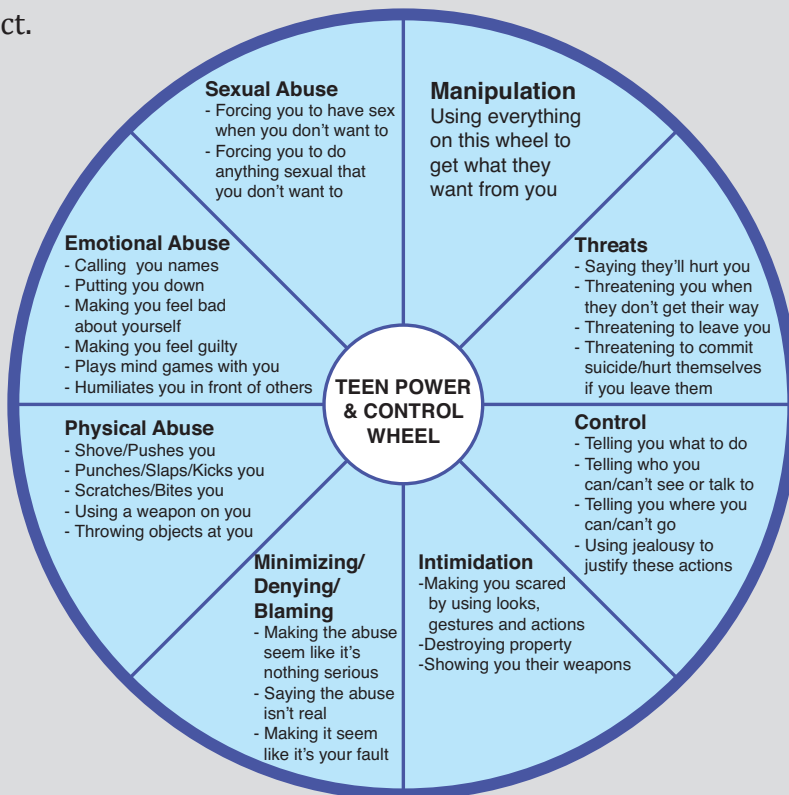 ct.
Sexual Abuse
- Forcing you to have sex
when you don't want to
- Forcing you to do
anything sexual that
you don't want to
Manipulation
Using everything
on this wheel to
get what they
want from you
Emotional Abuse
- Calling  you names
- Putting you down
- Making you feel bad
about yourself
- Making you feel guilty
- Plays mind games with you
- Humiliates you in front of others
Threats
- Saying they'll hurt you
- Threatening you when
they don't get their way
- Threatening to leave you
- Threatening to commit
suicide/hurt themselves
if you leave them
TEEN POWER
& CONTROL
WHEEL
Physical Abuse
- Shove/Pushes you
- Punches/Slaps/Kicks you
- Scratches/Bites you
- Using a weapon on you
- Throwing objects at you
Control
- Telling you what to do
- Telling who you
can/can't see or talk to
- Telling you where you
can/can't go
- Using jealousy to
justify these actions
Minimizing/
Denying/
Blaming
- Making the abuse
seem like it's
nothing serious
- Saying the abuse
isn't real
- Making it seem
like it's your fault
Intimidation
-Making you scared
by using looks,
gestures and actions
-Destroying property
-Showing you their weapons